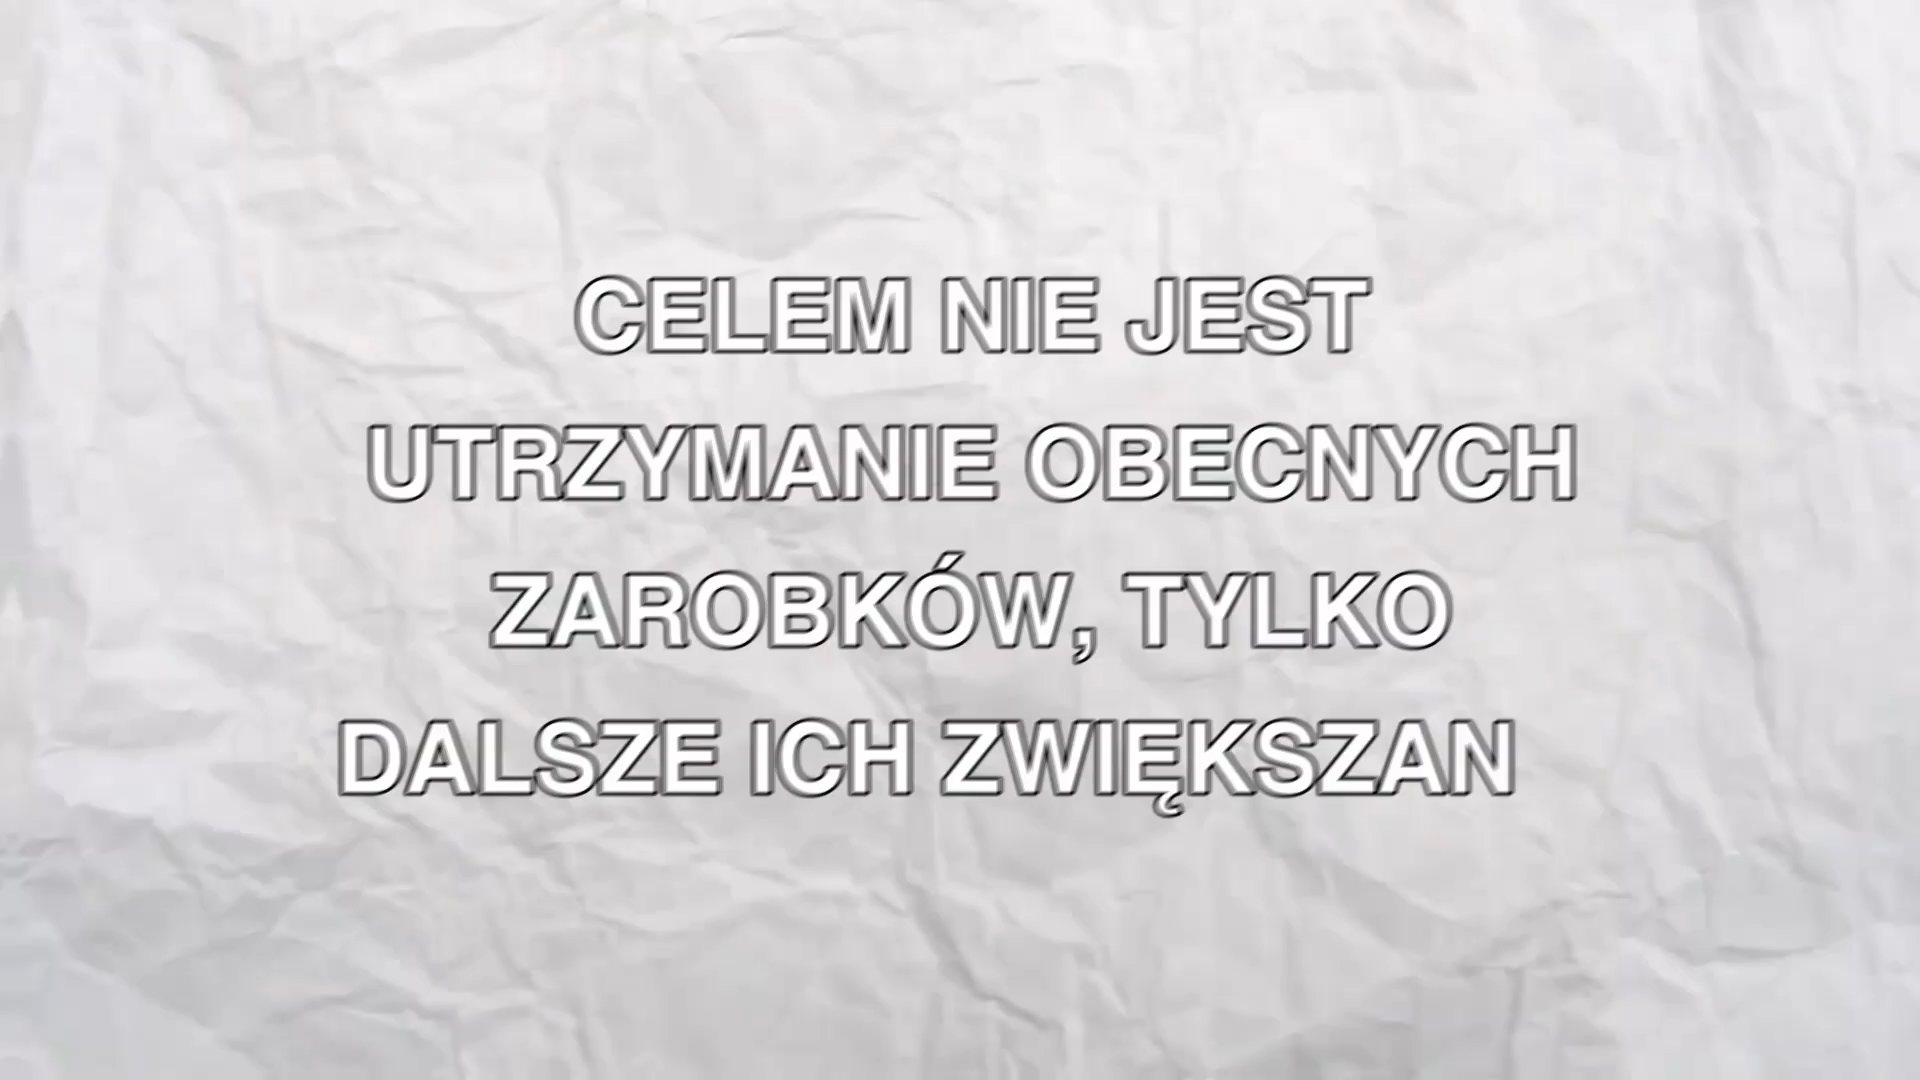 CELEM NIE JEST
UTRZYMANIE OBECNYCH
ZAROBKÓW, TYLKO
DALSZE ICH ZWIĘKSZAN